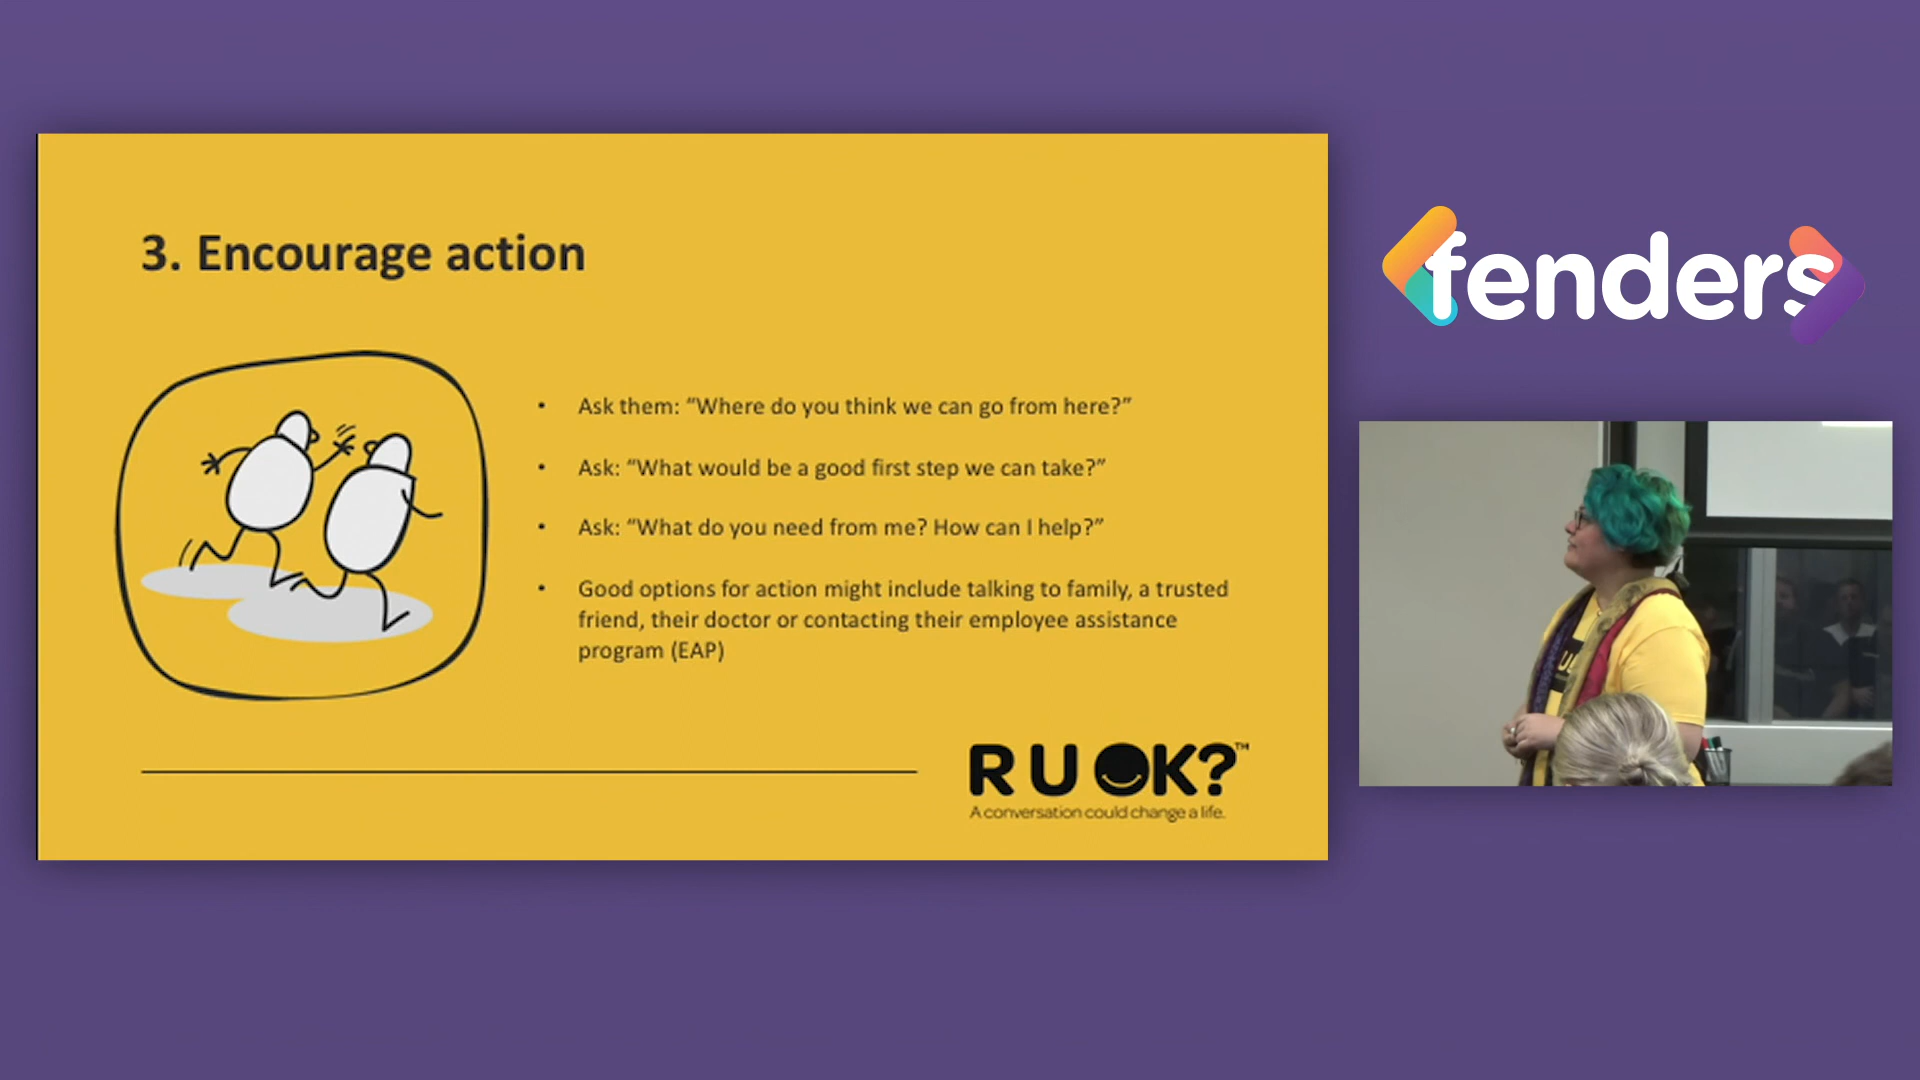 3. Encourage action
• Ask them: “Where do you think we can go from here?”
• Ask: “What would be a good first step we can take?”
• Ask: “What do you need from me? How can I help?”
• Good options for action might include talking to family, a trusted
friend, their doctor or contacting their employee assistance
program (EAP)
R U OK?™
A conversation could change a life.
fenders